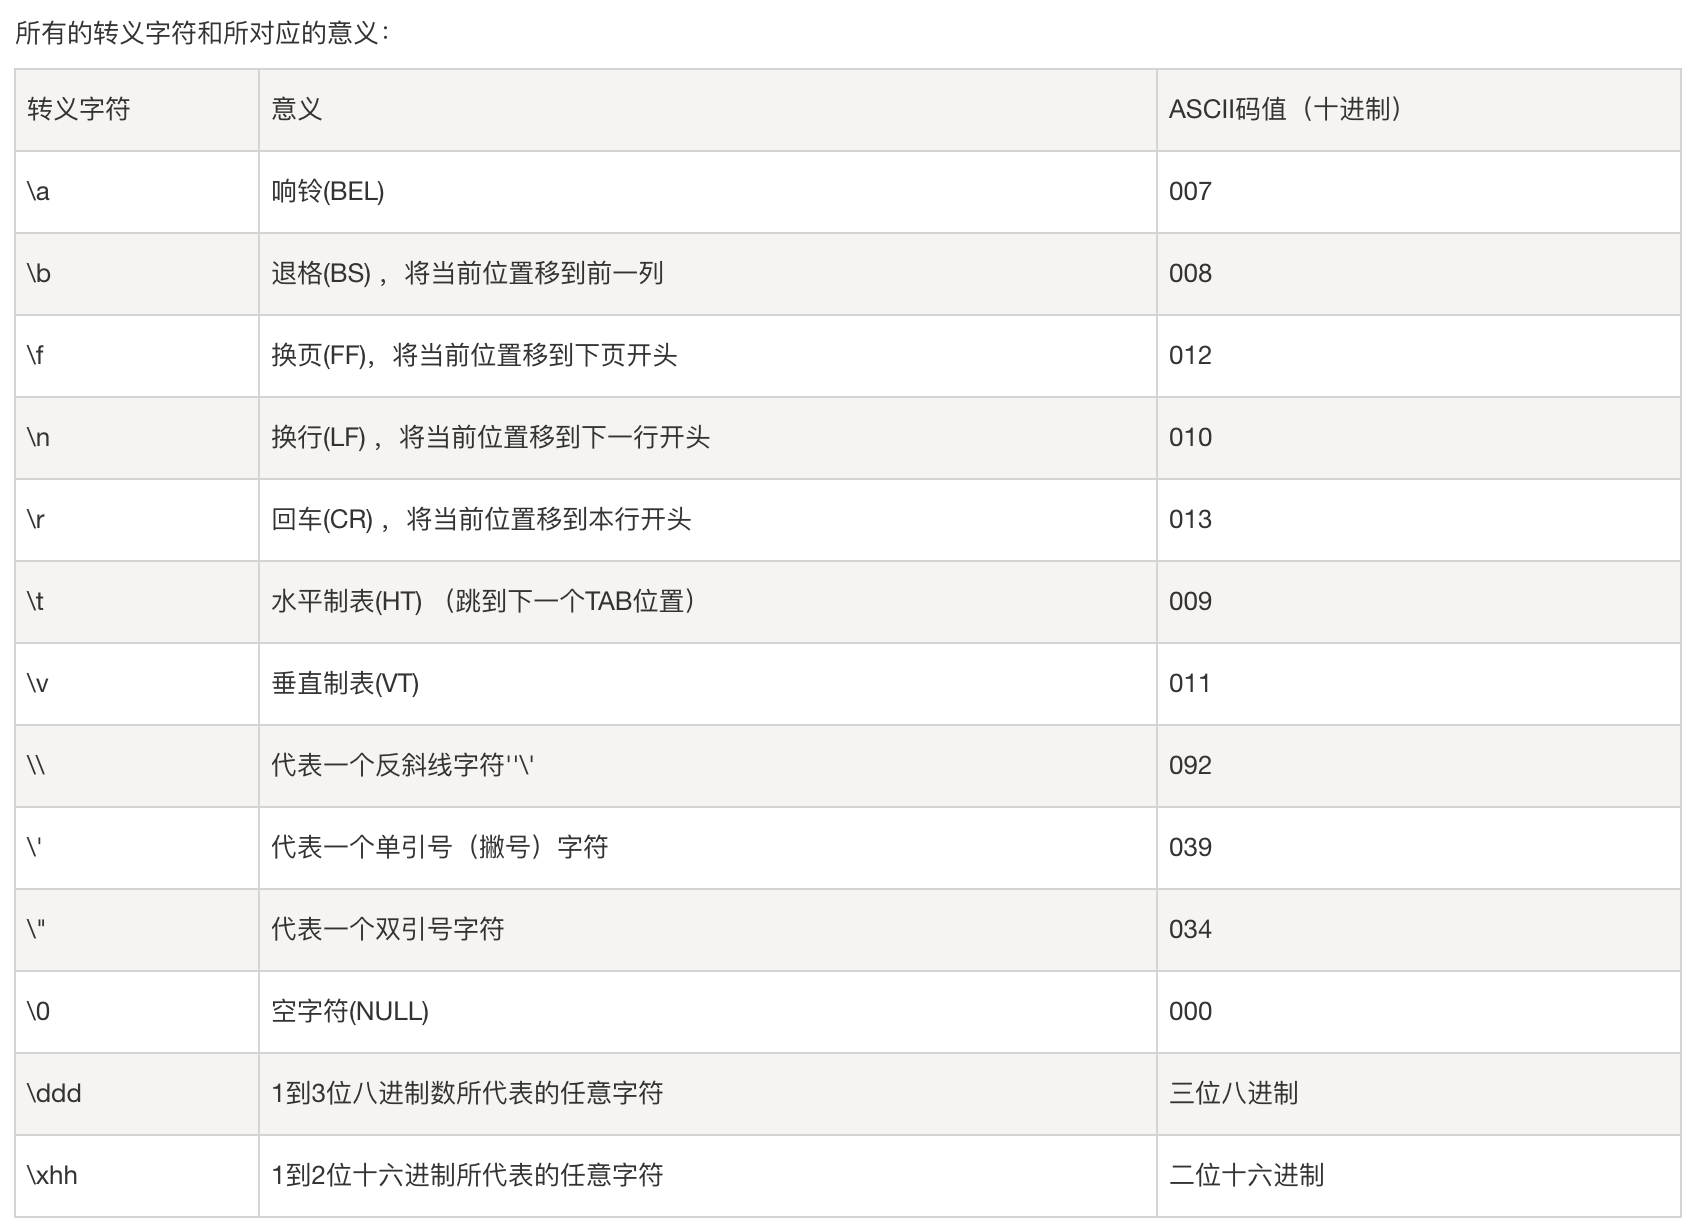 所有的转义字符和所对应的意义：
转义字符 意义 ASCII码值（十进制）
\a 响铃(BEL) 007
\b 退格(BS) ，将当前位置移到前一列 008
\f 换页(FF)，将当前位置移到下页开头 012
\n 换行(LF) ，将当前位置移到下一行开头 010
\r 回车(CR) ，将当前位置移到本行开头 013
\t 水平制表(HT) （跳到下一个TAB位置） 009
\v 垂直制表(VT) 011
\\ 代表一个反斜线字符''\' 092
\' 代表一个单引号（撇号）字符 039
\" 代表一个双引号字符 034
\0 空字符(NULL) 000
\ddd 1到3位八进制数所代表的任意字符 三位八进制
\xhh 1到2位十六进制所代表的任意字符 二位十六进制